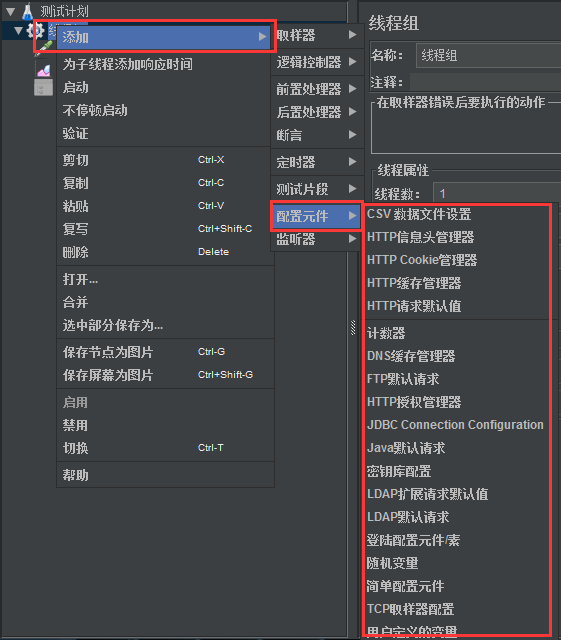 测试计划
线程组
添加
为子线程添加响应时间
启动
不停顿启动
验证
剪切 Ctrl-X
复制 Ctrl-C
粘贴 Ctrl-V
复写 Ctrl+Shift-C
删除 Delete
打开...
合并
选中部分保存为...
保存节点为图片 Ctrl-G
保存屏幕为图片 Ctrl+Shift-G
启用
禁用
切换 Ctrl-T
帮助
取样器
逻辑控制器
前置处理器
后置处理器
断言
定时器
测试片段
配置元件
监听器
线程组
名称: 线程组
注释:
在取样器错误后要执行的动作
线程属性
线程数: 1
CSV 数据文件设置
HTTP信息头管理器
HTTP Cookie管理器
HTTP缓存管理器
HTTP请求默认值
计数器
DNS缓存管理器
FTP默认请求
HTTP授权管理器
JDBC Connection Configuration
Java默认请求
密钥库配置
LDAP扩展请求默认值
LDAP默认请求
登陆配置元件/素
随机变量
简单配置元件
TCP取样器配置
用户定义的变量